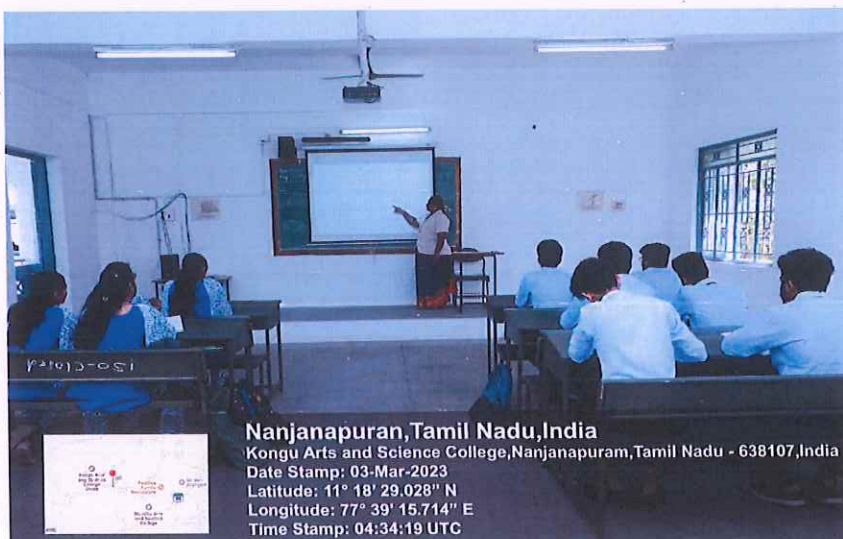 Nanjanapuran,Tamil Nadu,India
Kongu Arts and Science College,Nanjanapuram,Tamil Nadu - 638107,India
Date Stamp: 03-Mar-2023
Latitude: 11° 18' 29.028" N
Longitude: 77° 39' 15.714" E
Time Stamp: 04:34:19 UTC